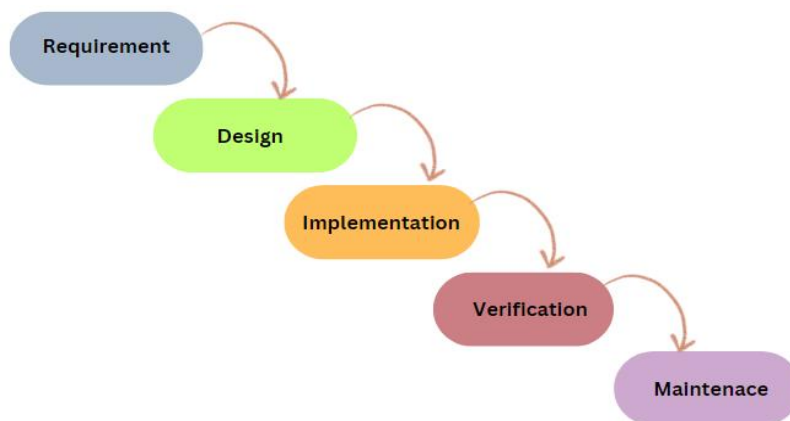 Requirement
Design
Implementation
Verification
Maintenace